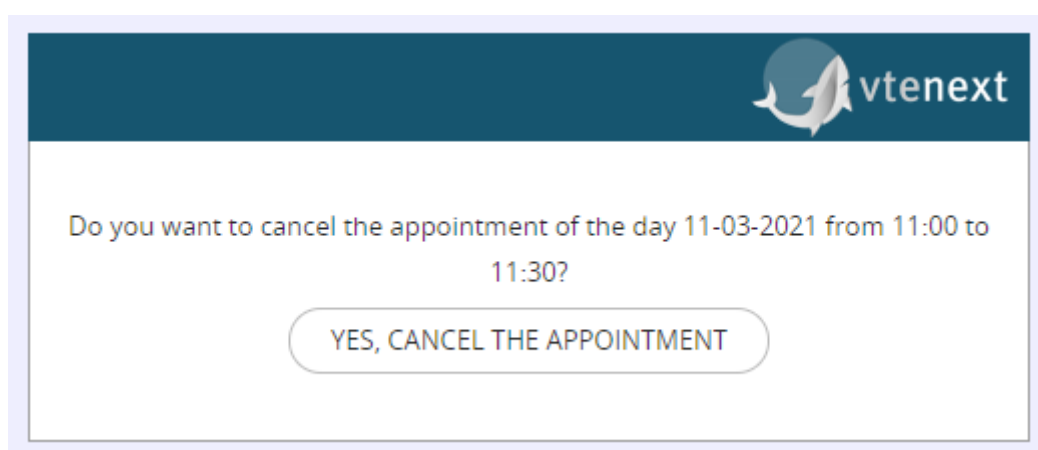 vtenext
Do you want to cancel the appointment of the day 11-03-2021 from 11:00 to
11:30?
YES, CANCEL THE APPOINTMENT